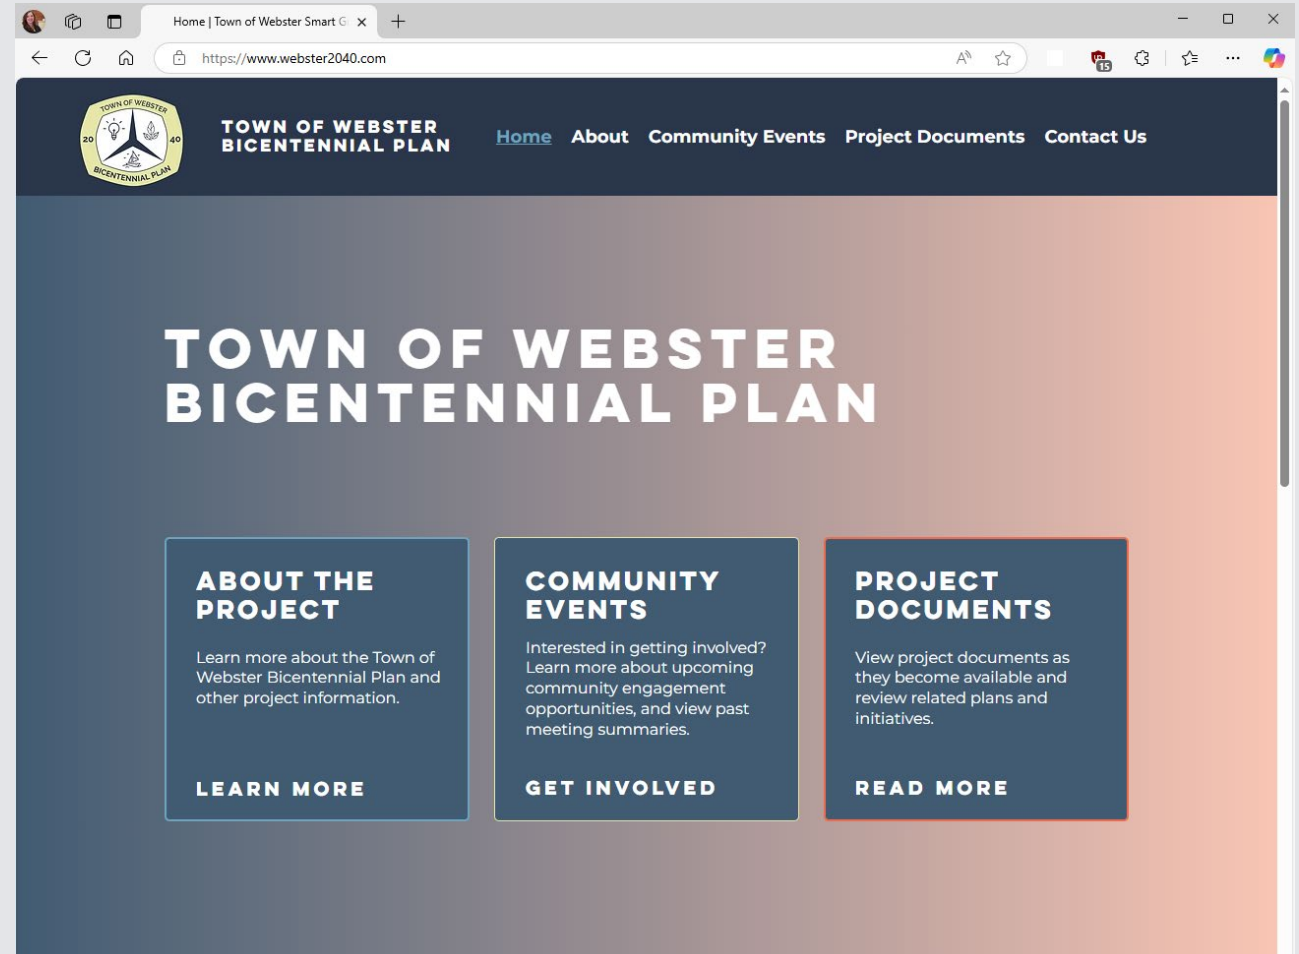 Home | Town of Webster Smart G
https://www.webster2040.com
15
TOWN OF WEBSTER
20
40
BICENTENNIAL PLAN
TOWN OF WEBSTER
BICENTENNIAL PLAN
Home About Community Events Project Documents Contact Us
TOWN OF WEBSTER
BICENTENNIAL PLAN
ABOUT THE
PROJECT
Learn more about the Town of
Webster Bicentennial Plan and
other project information.
LEARN MORE
COMMUNITY
EVENTS
Interested in getting involved?
Learn more about upcoming
community engagement
opportunities, and view past
meeting summaries.
GET INVOLVED
PROJECT
DOCUMENTS
View project documents as
they become available and
review related plans and
initiatives.
READ MORE